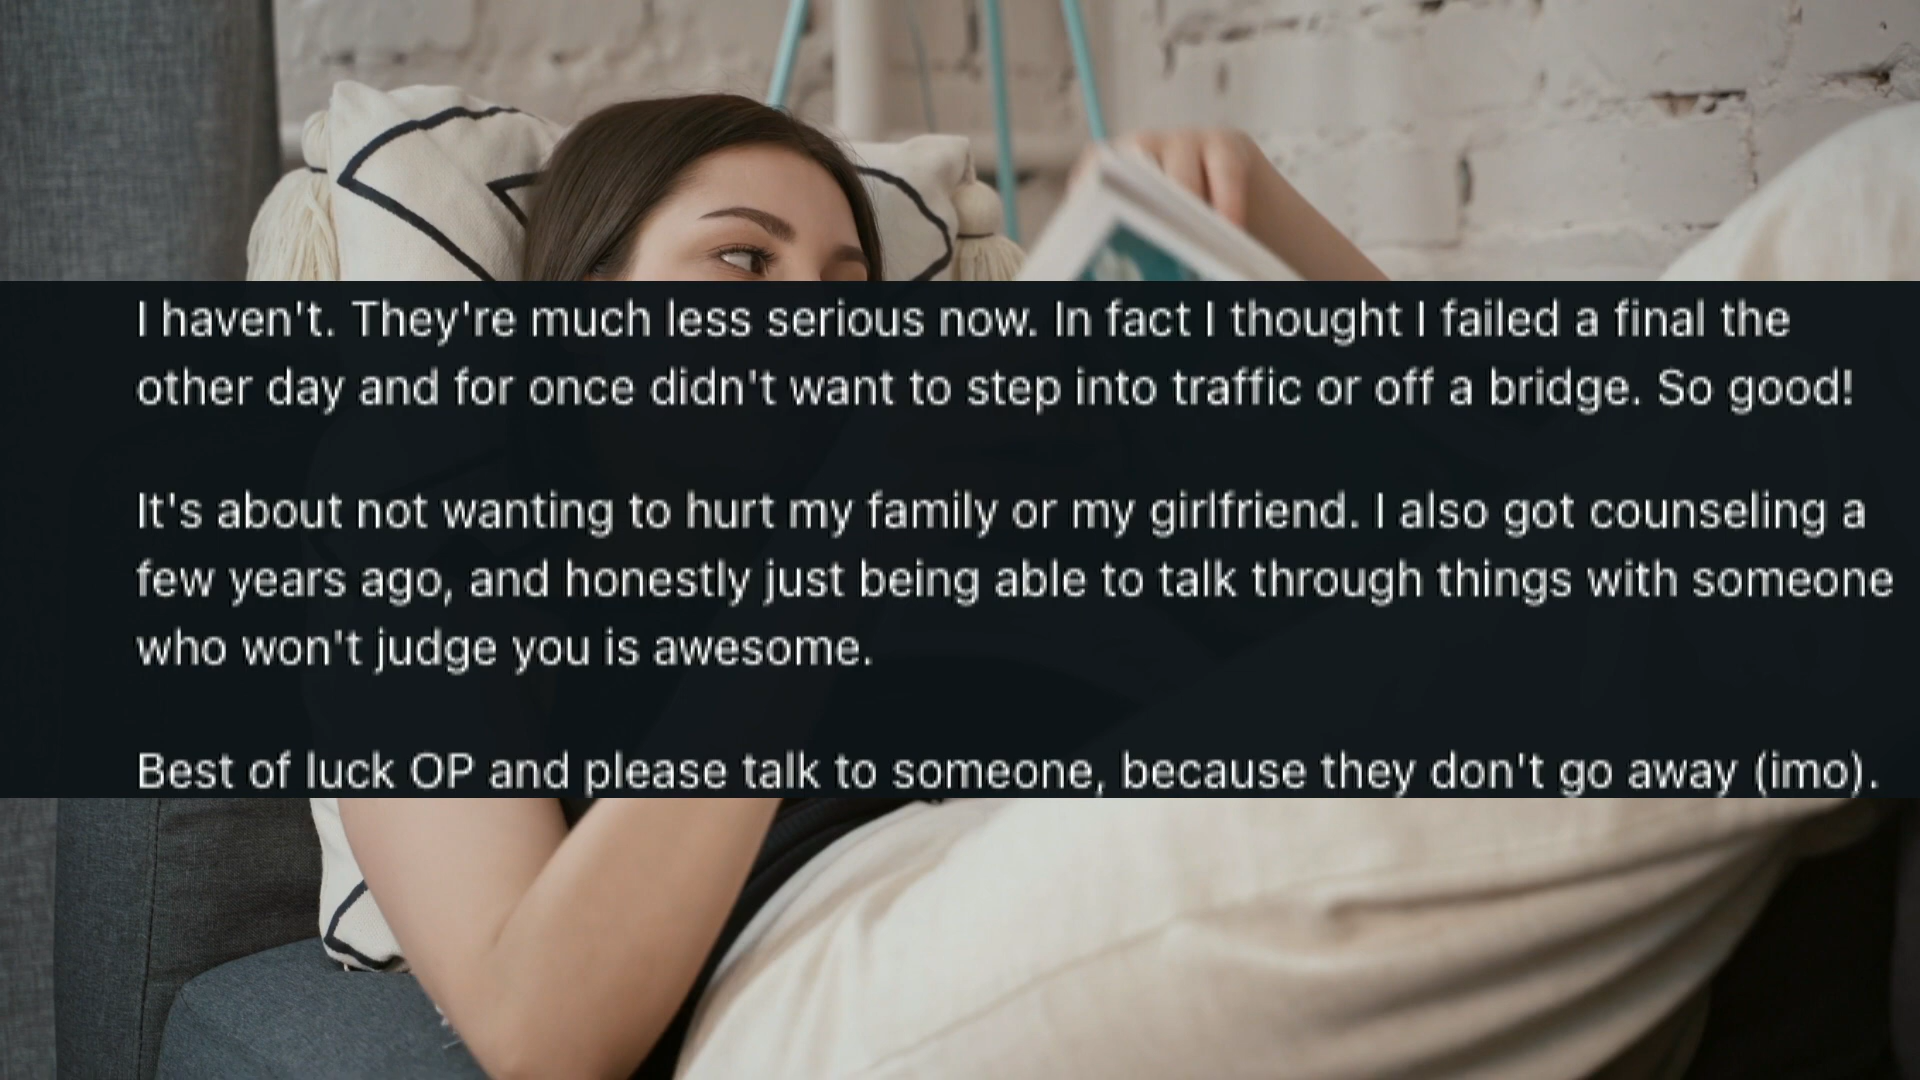 I haven't. They're much less serious now. In fact I thought I failed a final the
other day and for once didn't want to step into traffic or off a bridge. So good!
It's about not wanting to hurt my family or my girlfriend. I also got counseling a
few years ago, and honestly just being able to talk through things with someone
who won't judge you is awesome.
Best of luck OP and please talk to someone, because they don't go away (imo).